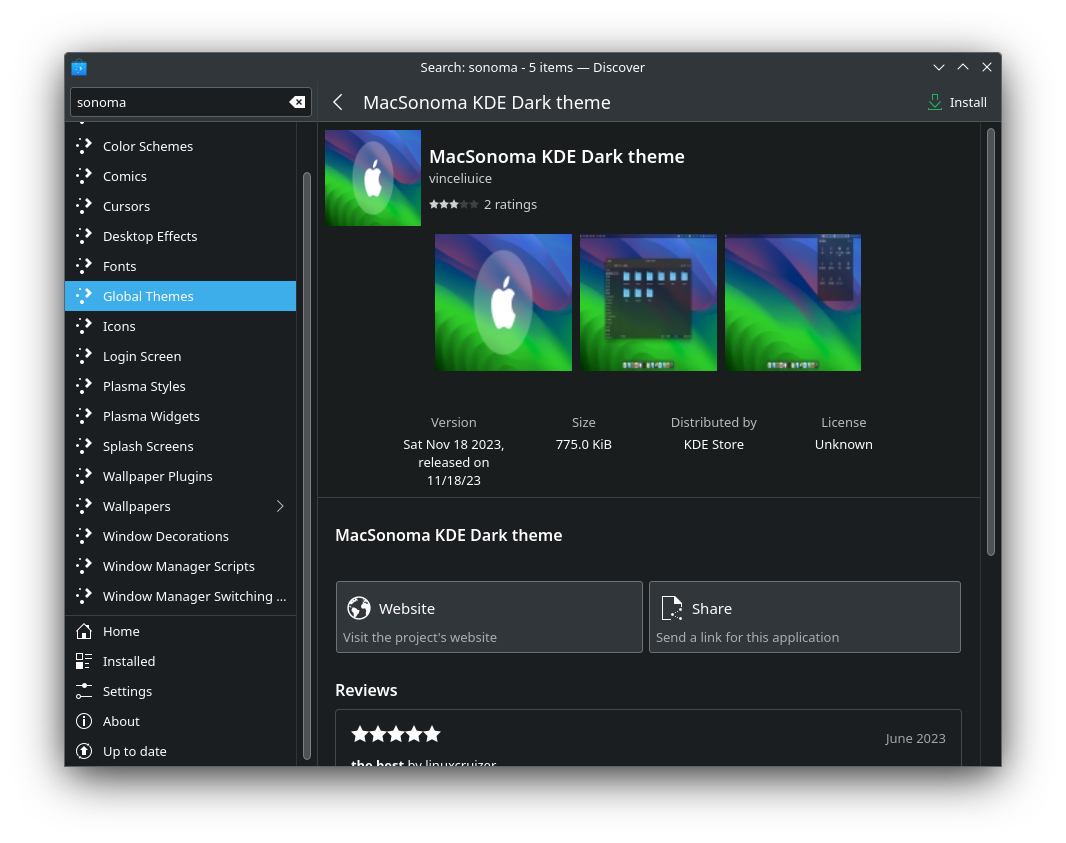 Search: sonoma - 5 items — Discover
sonoma
MacSonoma KDE Dark theme
Install
Color Schemes
Comics
Cursors
Desktop Effects
Fonts
Global Themes
Icons
Login Screen
Plasma Styles
Plasma Widgets
Splash Screens
Wallpaper Plugins
Wallpapers
Window Decorations
Window Manager Scripts
Window Manager Switching ...
Home
Installed
Settings
About
Up to date
MacSonoma KDE Dark theme
vinceliuice
2 ratings
Version
Sat Nov 18 2023,
released on
11/18/23
Size
775.0 KiB
Distributed by
KDE Store
License
Unknown
MacSonoma KDE Dark theme
Website
Visit the project's website
Share
Send a link for this application
Reviews
June 2023
the best by linuxcruizer